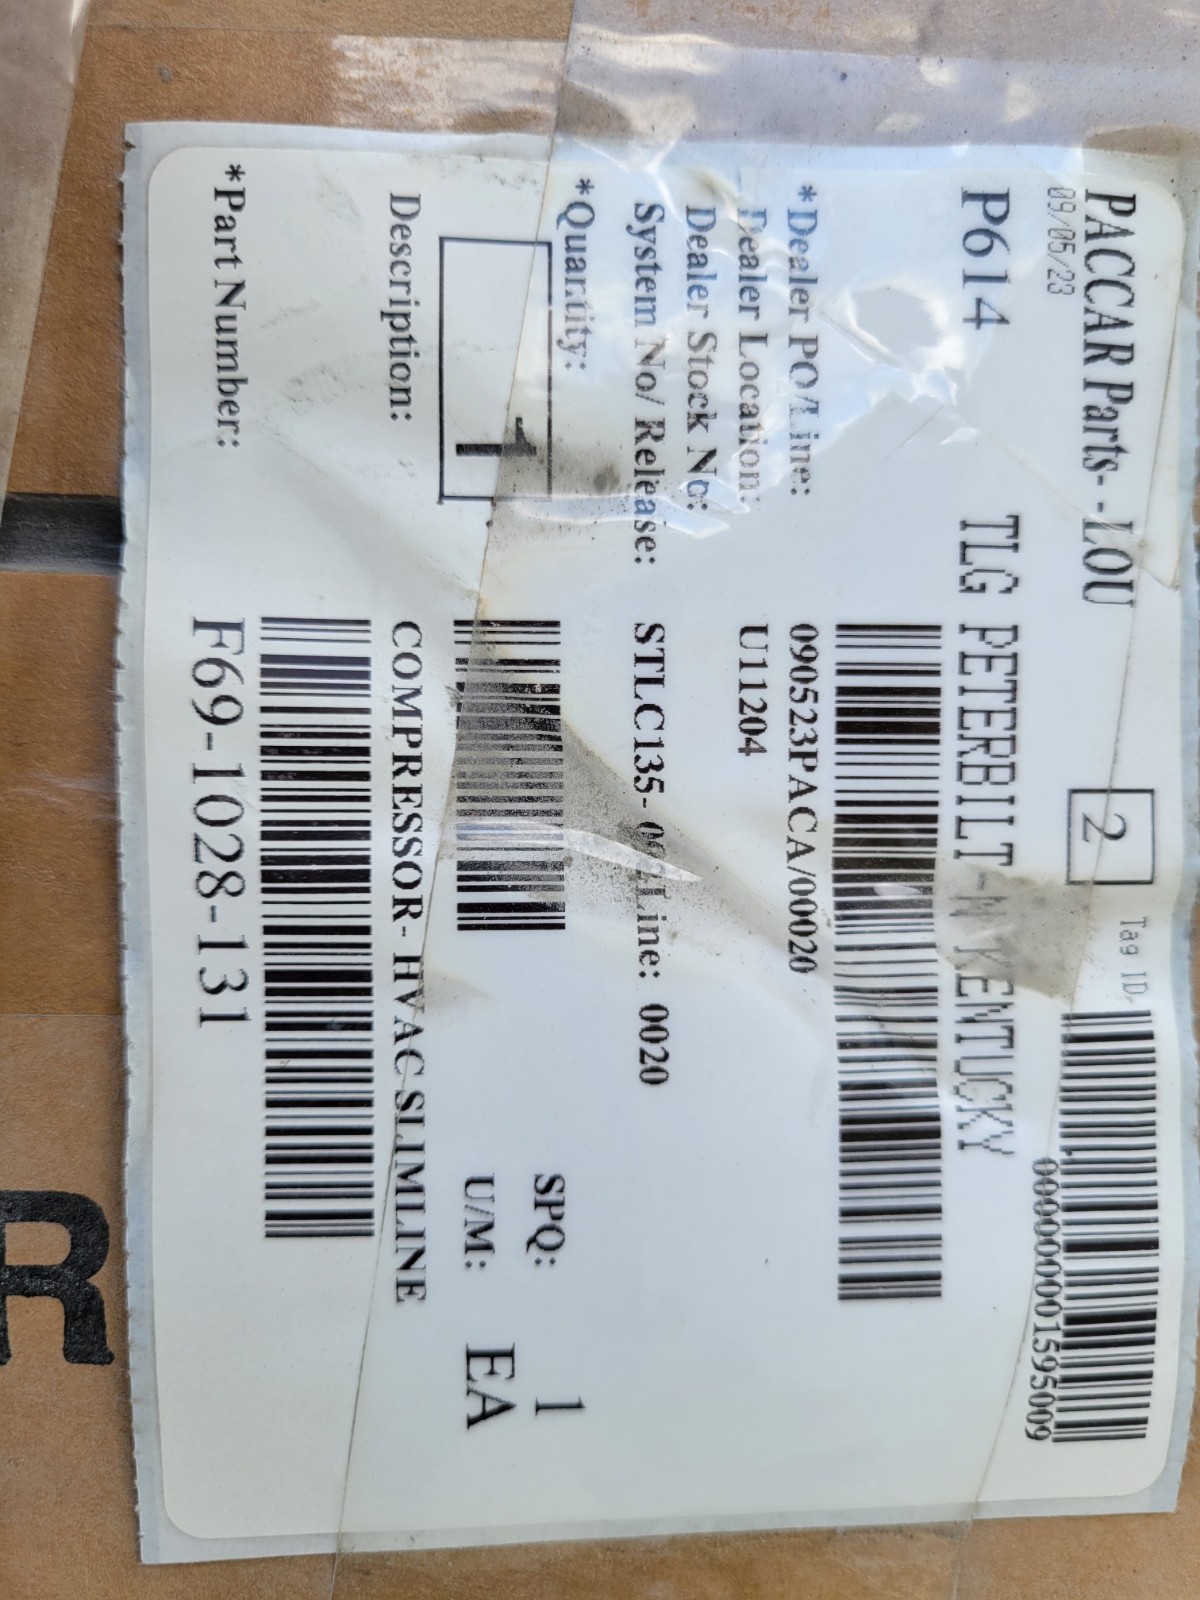 PACCAR Parts- - LOU
2
Tag ID
09/05/23
00000000001595009
P614
TLG PETERBILT-N KENTUCKY
*Dealer PO/Line:
090523PACA/00020
Dealer Location:
U11204
Dealer Stock No:
System No/ Release:
STLC135- Line: 0020
*Quantity:
1
SPQ: 1
U/M: EA
Description:
COMPRESSOR- HVAC SLIMLINE
*Part Number:
F69-1028-131
R